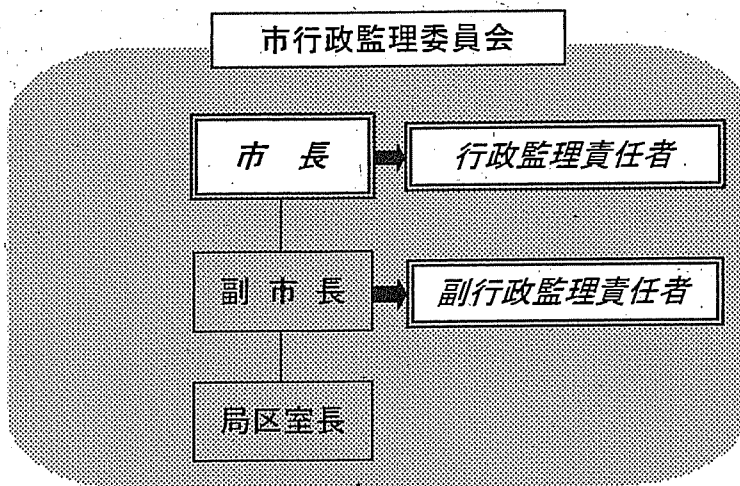 市行政監理委員会
市 長
行政監理責任者
副 市 長
副行政監理責任者
局区室長